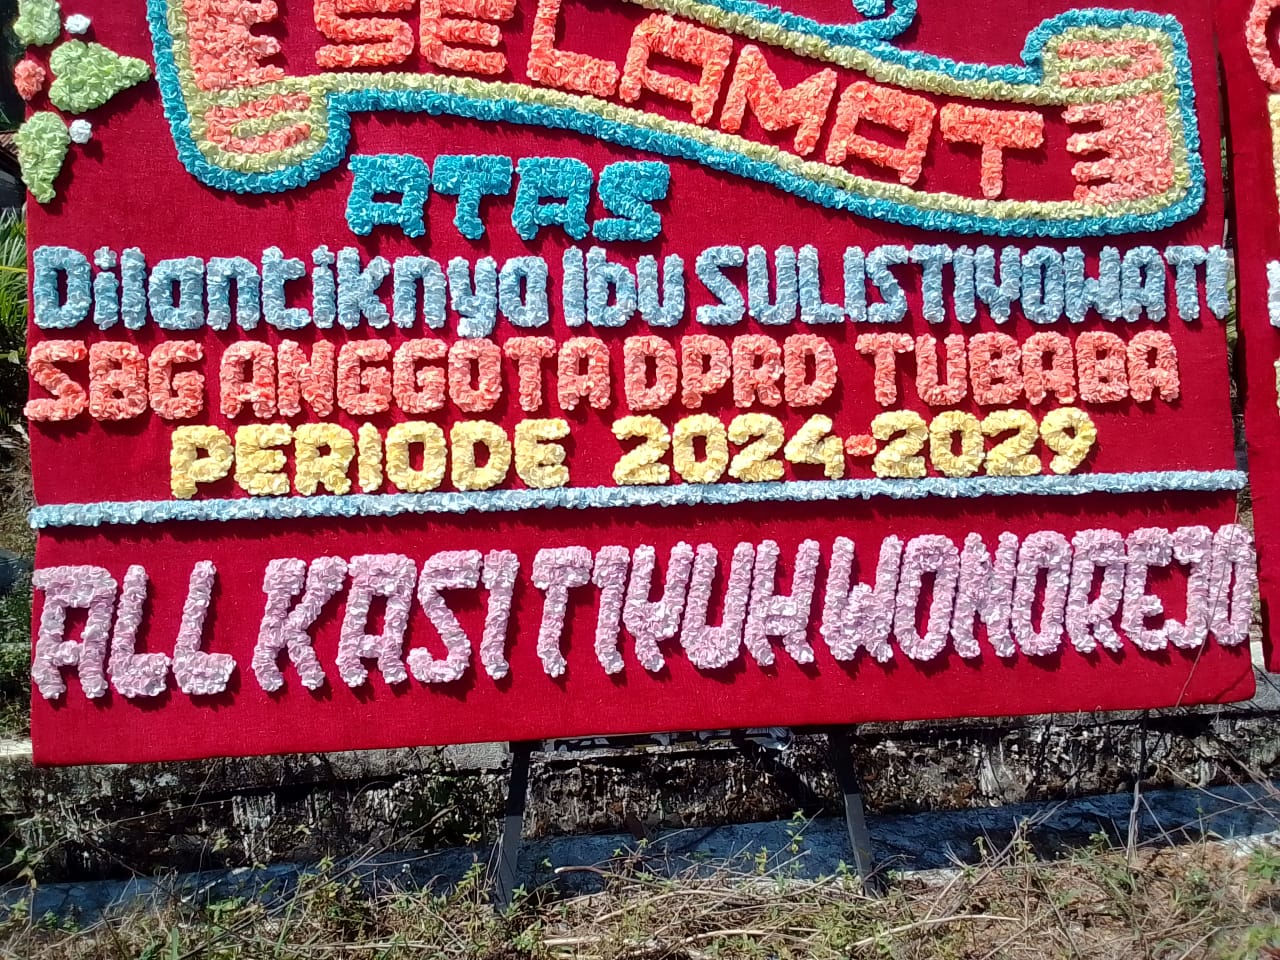 SELAMAT
ATAS
Dilantiknya Ibu SULISTIYOWATI
SBG ANGGOTA DPRD TUBABA
PERIODE 2024-2029
ALL KASI TIYUH WONOREJO